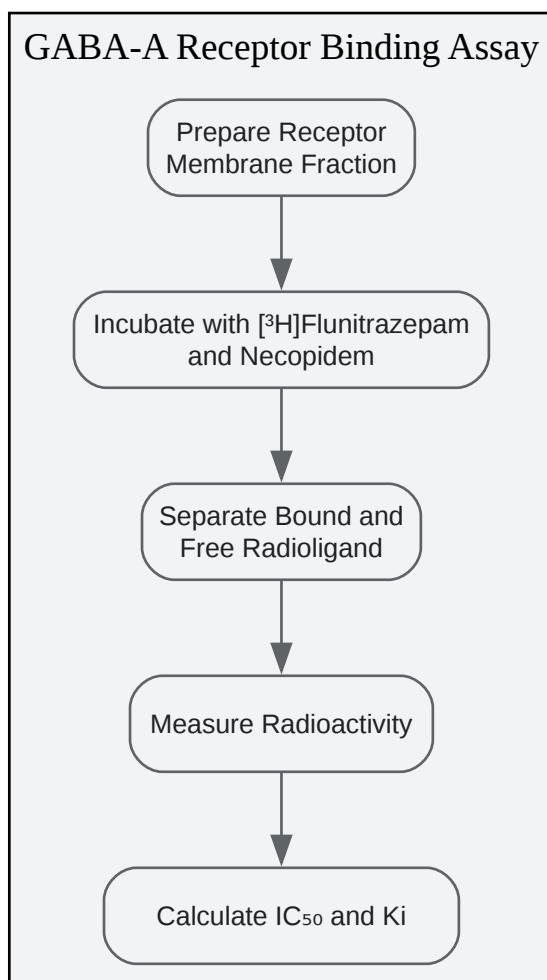 GABA-A Receptor Binding Assay
Prepare Receptor
Membrane Fraction
Incubate with [³H]Flunitrazepam
and Necopidem
Separate Bound and
Free Radioligand
Measure Radioactivity
Calculate IC₅₀ and Ki